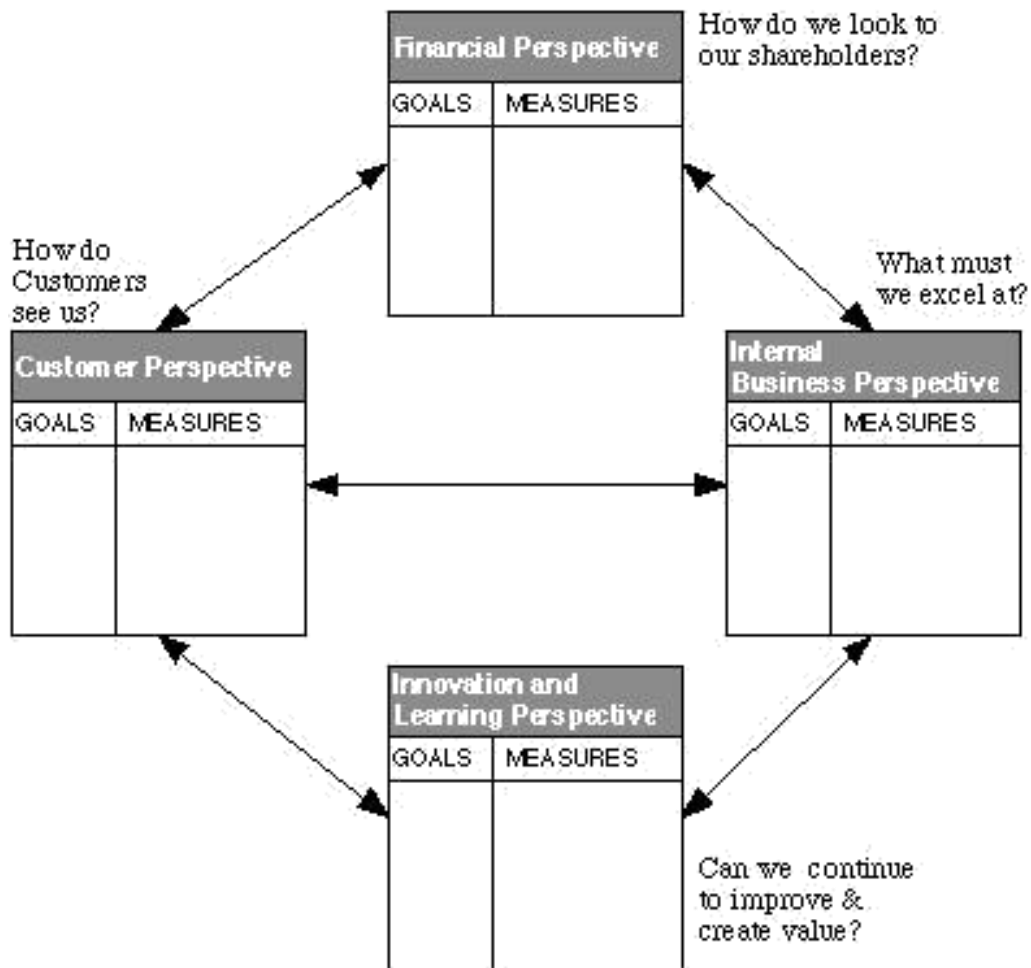 How do we look to
our shareholders?
Financial Perspective
GOALS MEASURES
How do
Customers
see us?
What must
we excel at?
Customer Perspective
GOALS MEASURES
Internal
Business Perspective
GOALS MEASURES
Innovation and
Learning Perspective
GOALS MEASURES
Can we continue
to improve &
create value?